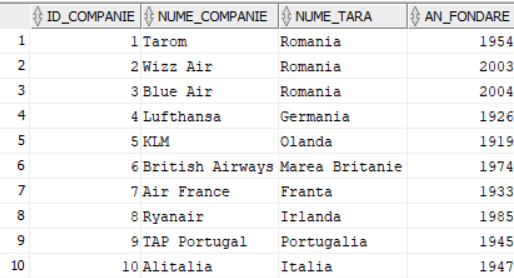 ID_COMPANIE NUME_COMPANIE NUME_TARA AN_FONDARE
1 1 Tarom Romania 1954
2 2 Wizz Air Romania 2003
3 3 Blue Air Romania 2004
4 4 Lufthansa Germania 1926
5 5 KLM Olanda 1919
6 6 British Airways Marea Britanie 1974
7 7 Air France Franta 1933
8 8 Ryanair Irlanda 1985
9 9 TAP Portugal Portugalia 1945
10 10 Alitalia Italia 1947